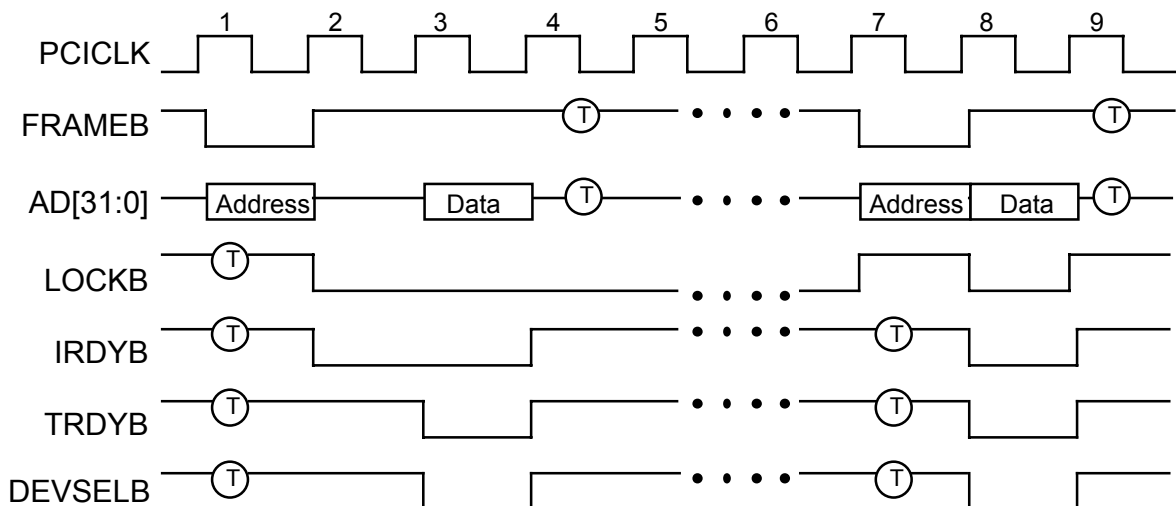 1 2 3 4 5 6 7 8 9
PCICLK
FRAMEB T T
AD[31:0] Address Data T Address Data T
LOCKB T
IRDYB T T
TRDYB T T
DEVSELB T T